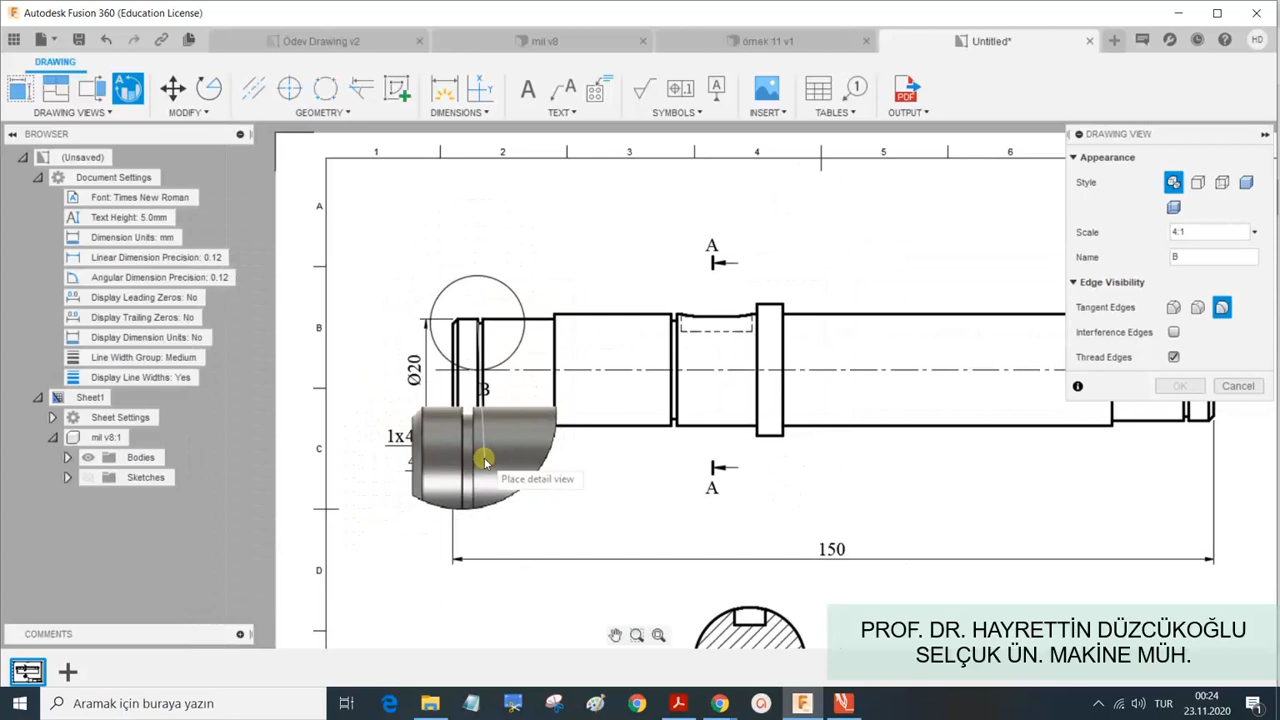 Autodesk Fusion 360 (Education License)
Ödev Drawing v2
mil v8
örnek 11 v1
Untitled*
HD
DRAWING
DRAWING VIEWS
MODIFY
GEOMETRY
DIMENSIONS
TEXT
SYMBOLS
INSERT
TABLES
OUTPUT
BROWSER
(Unsaved)
Document Settings
Font: Times New Roman
Text Height: 5.0mm
Dimension Units: mm
Linear Dimension Precision: 0.12
Angular Dimension Precision: 0.12
Display Leading Zeros: No
Display Trailing Zeros: No
Display Dimension Units: No
Line Width Group: Medium
Display Line Widths: Yes
Sheet1
Sheet Settings
mil v8:1
Bodies
Sketches
COMMENTS
1 2 3 4 5 6
A
B
C
D
A
A
Ø20
B
1x4
Place detail view
150
DRAWING VIEW
Appearance
Style
Scale 4:1
Name B
Edge Visibility
Tangent Edges
Interference Edges
Thread Edges
OK Cancel
PROF. DR. HAYRETTİN DÜZCÜKOĞLU
SELÇUK ÜN. MAKİNE MÜH.
Aramak için buraya yazın
TUR
00:24
23.11.2020